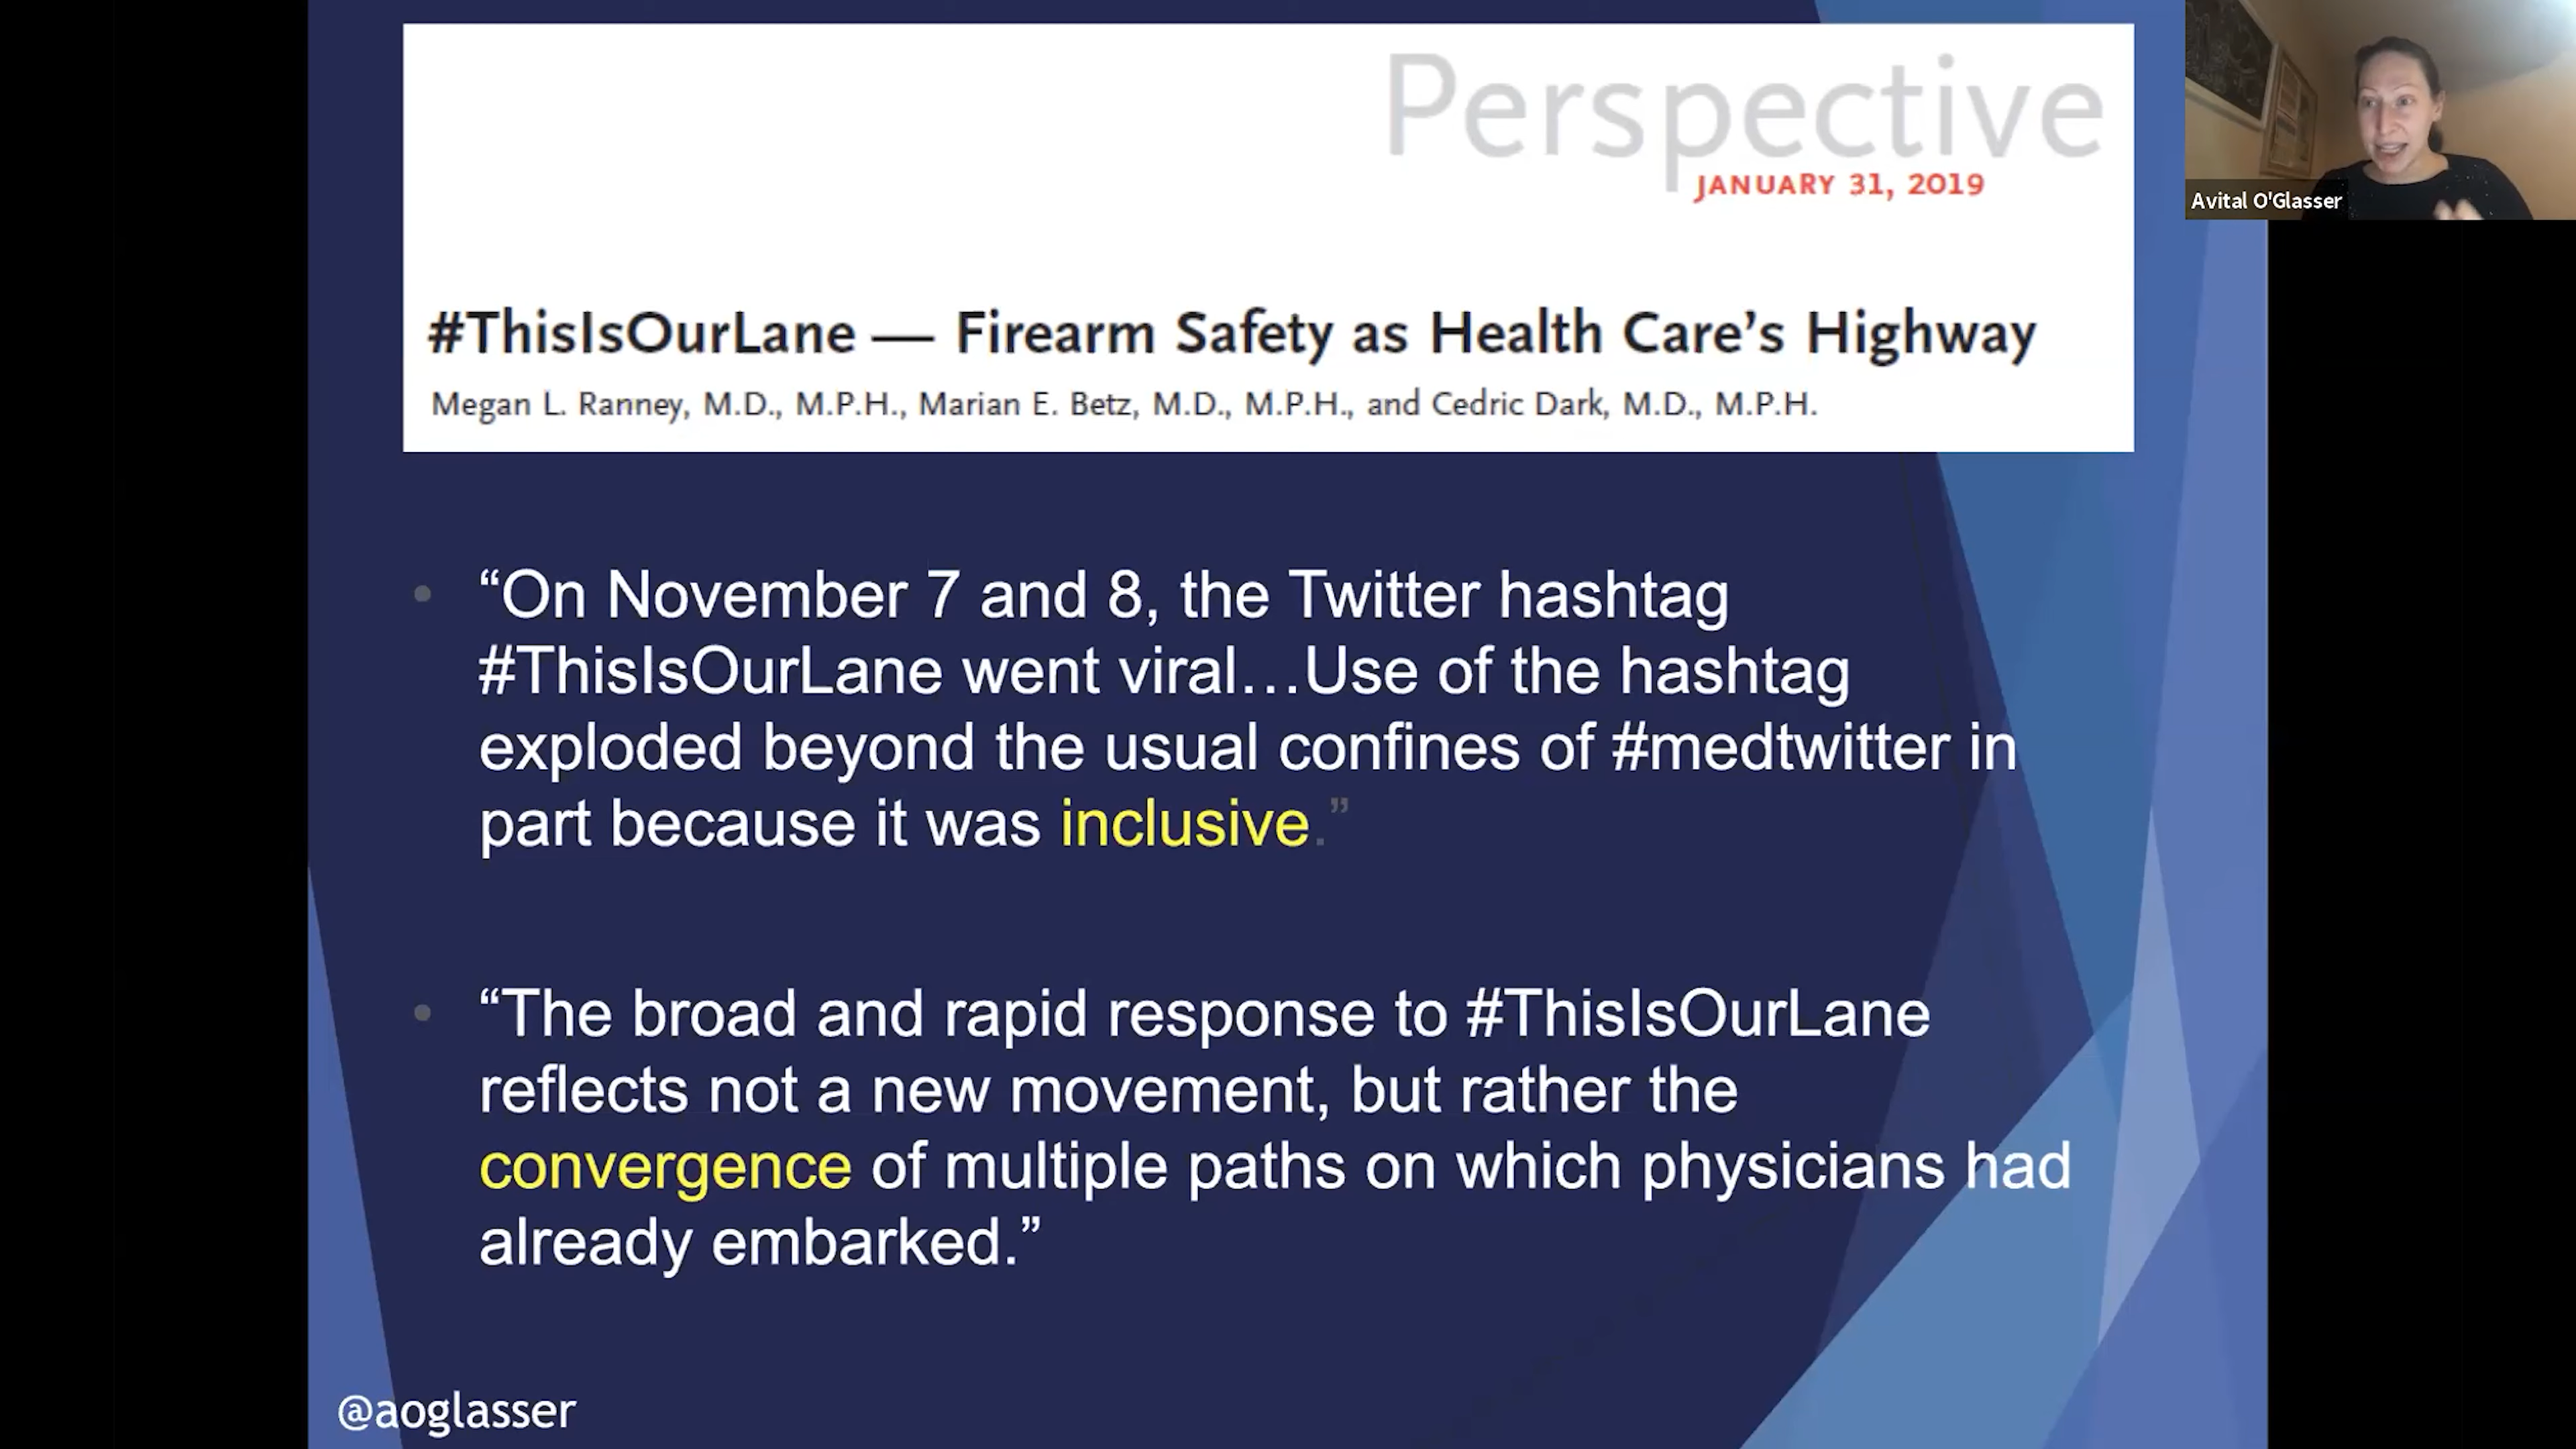 Perspective
JANUARY 31, 2019
Avital O'Glasser
#ThisIsOurLane — Firearm Safety as Health Care’s Highway
Megan L. Ranney, M.D., M.P.H., Marian E. Betz, M.D., M.P.H., and Cedric Dark, M.D., M.P.H.
• “On November 7 and 8, the Twitter hashtag
#ThisIsOurLane went viral…Use of the hashtag
exploded beyond the usual confines of #medtwitter in
part because it was inclusive.”
• “The broad and rapid response to #ThisIsOurLane
reflects not a new movement, but rather the
convergence of multiple paths on which physicians had
already embarked.”
@aoglasser